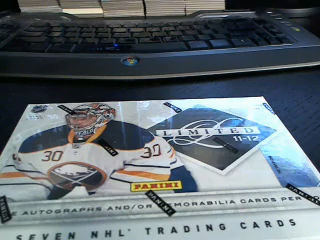 LIMITED
11-12
30
30
PANINI
E AUTOGRAPHS AND/OR MEMORABILIA CARDS PER
SEVEN NHL TRADING CARDS